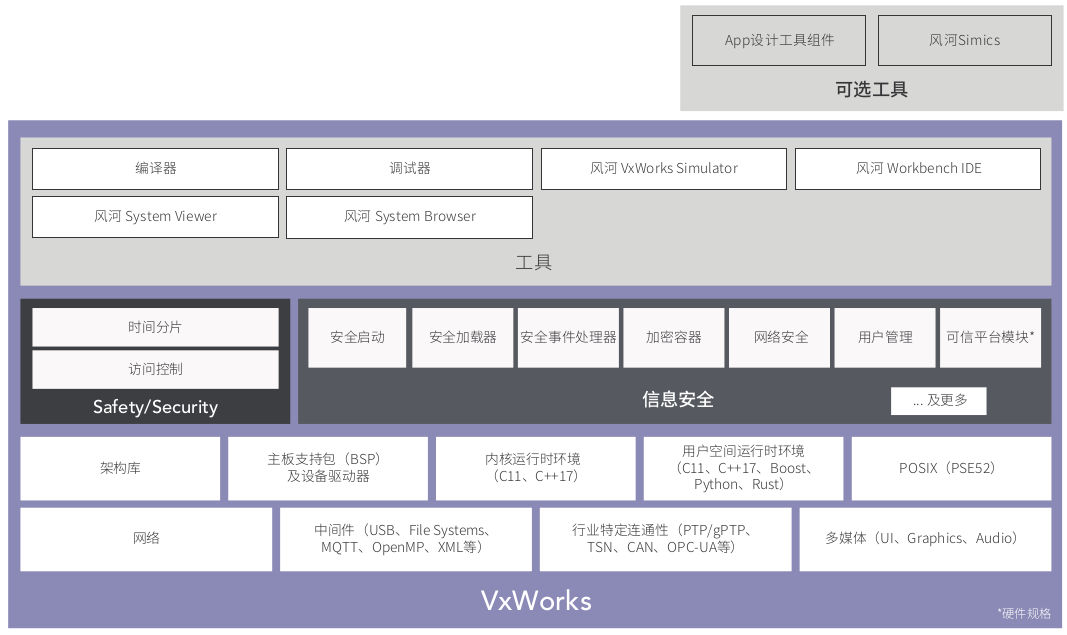 App设计工具组件
风河Simics
可选工具
编译器
调试器
风河 VxWorks Simulator
风河 Workbench IDE
风河 System Viewer
风河 System Browser
工具
时间分片
访问控制
Safety/Security
安全启动
安全加载器
安全事件处理器
加密容器
网络安全
用户管理
可信平台模块*
信息安全
... 及更多
架构库
主板支持包（BSP）
及设备驱动器
内核运行时环境
（C11、C++17）
用户空间运行时环境
（C11、C++17、Boost、
Python、Rust）
POSIX（PSE52）
网络
中间件（USB、File Systems、
MQTT、OpenMP、XML等）
行业特定连通性（PTP/gPTP、
TSN、CAN、OPC-UA等）
多媒体（UI、Graphics、Audio）
VxWorks
*硬件规格